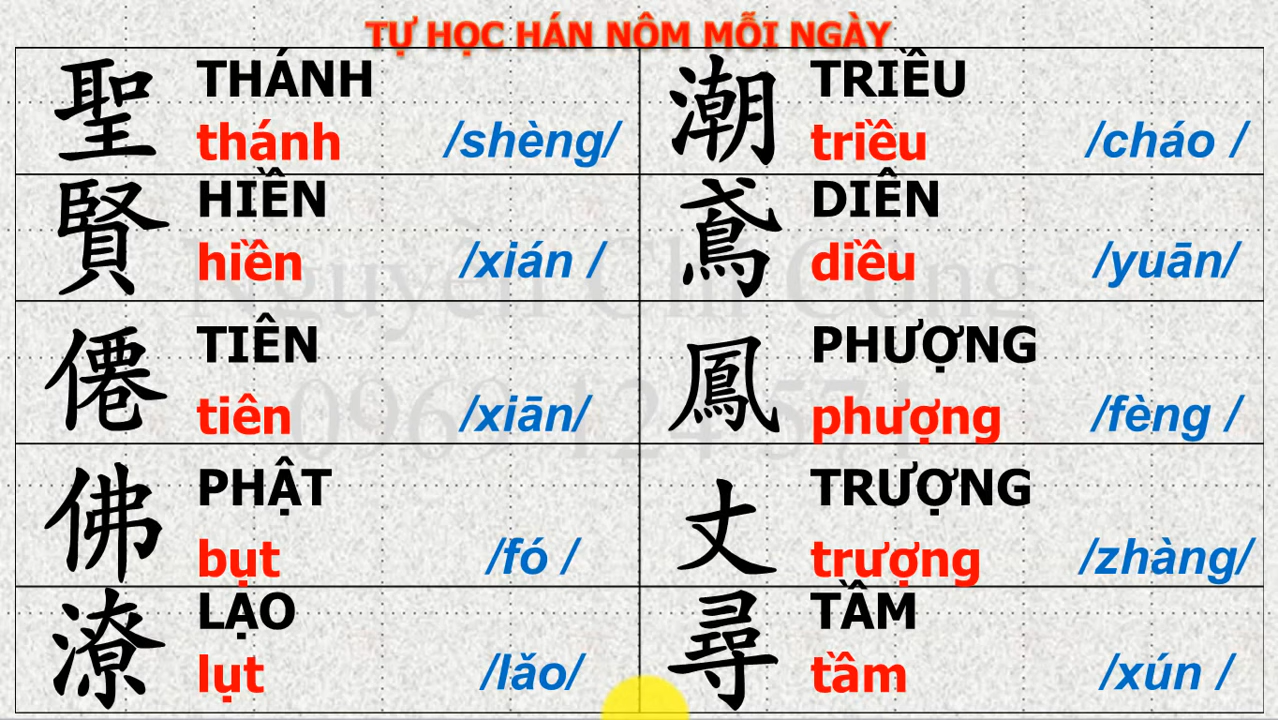 TỰ HỌC HÁN NÔM MỖI NGÀY
聖 THÁNH
thánh /shèng/
潮 TRIỀU
triều /cháo /
賢 HIỀN
hiền /xián /
鳶 DIÊN
diều /yuān/
僊 TIÊN
tiên /xiān/
鳳 PHƯỢNG
phượng /fèng /
佛 PHẬT
bụt /fó /
丈 TRƯỢNG
trượng /zhàng/
潦 LẠO
lụt /lǎo/
尋 TẦM
tầm /xún /